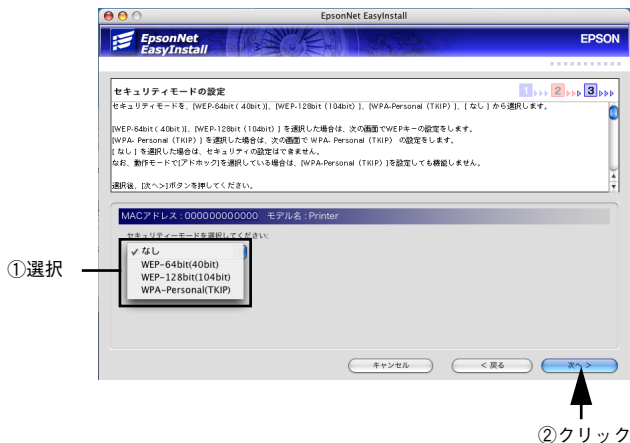 EpsonNet EasyInstall
EpsonNet
EasyInstall
EPSON
セキュリティモードの設定
1 2 3
セキュリティモードを、[WEP-64bit ( 40bit )]、[WEP-128bit (104bit) ]、[WPA-Personal (TKIP) ]、[ なし ] から選択します。
[WEP-64bit ( 40bit )]、[WEP-128bit (104bit) ] を選択した場合は、次の画面でWEPキーの設定をします。
[WPA- Personal (TKIP) ] を選択した場合は、次の画面で WPA- Personal (TKIP) の設定をします。
[ なし ] を選択した場合は、セキュリティの設定はできません。
なお、動作モードで[アドホック]を選択している場合は、[WPA-Personal (TKIP) ]を設定しても機能しません。
選択後、[次へ>]ボタンを押してください。
MACアドレス : 000000000000 モデル名 : Printer
セキュリティーモードを選択してください:
①選択
✓ なし
WEP-64bit(40bit)
WEP-128bit(104bit)
WPA-Personal(TKIP)
キャンセル
< 戻る
次へ >
②クリック